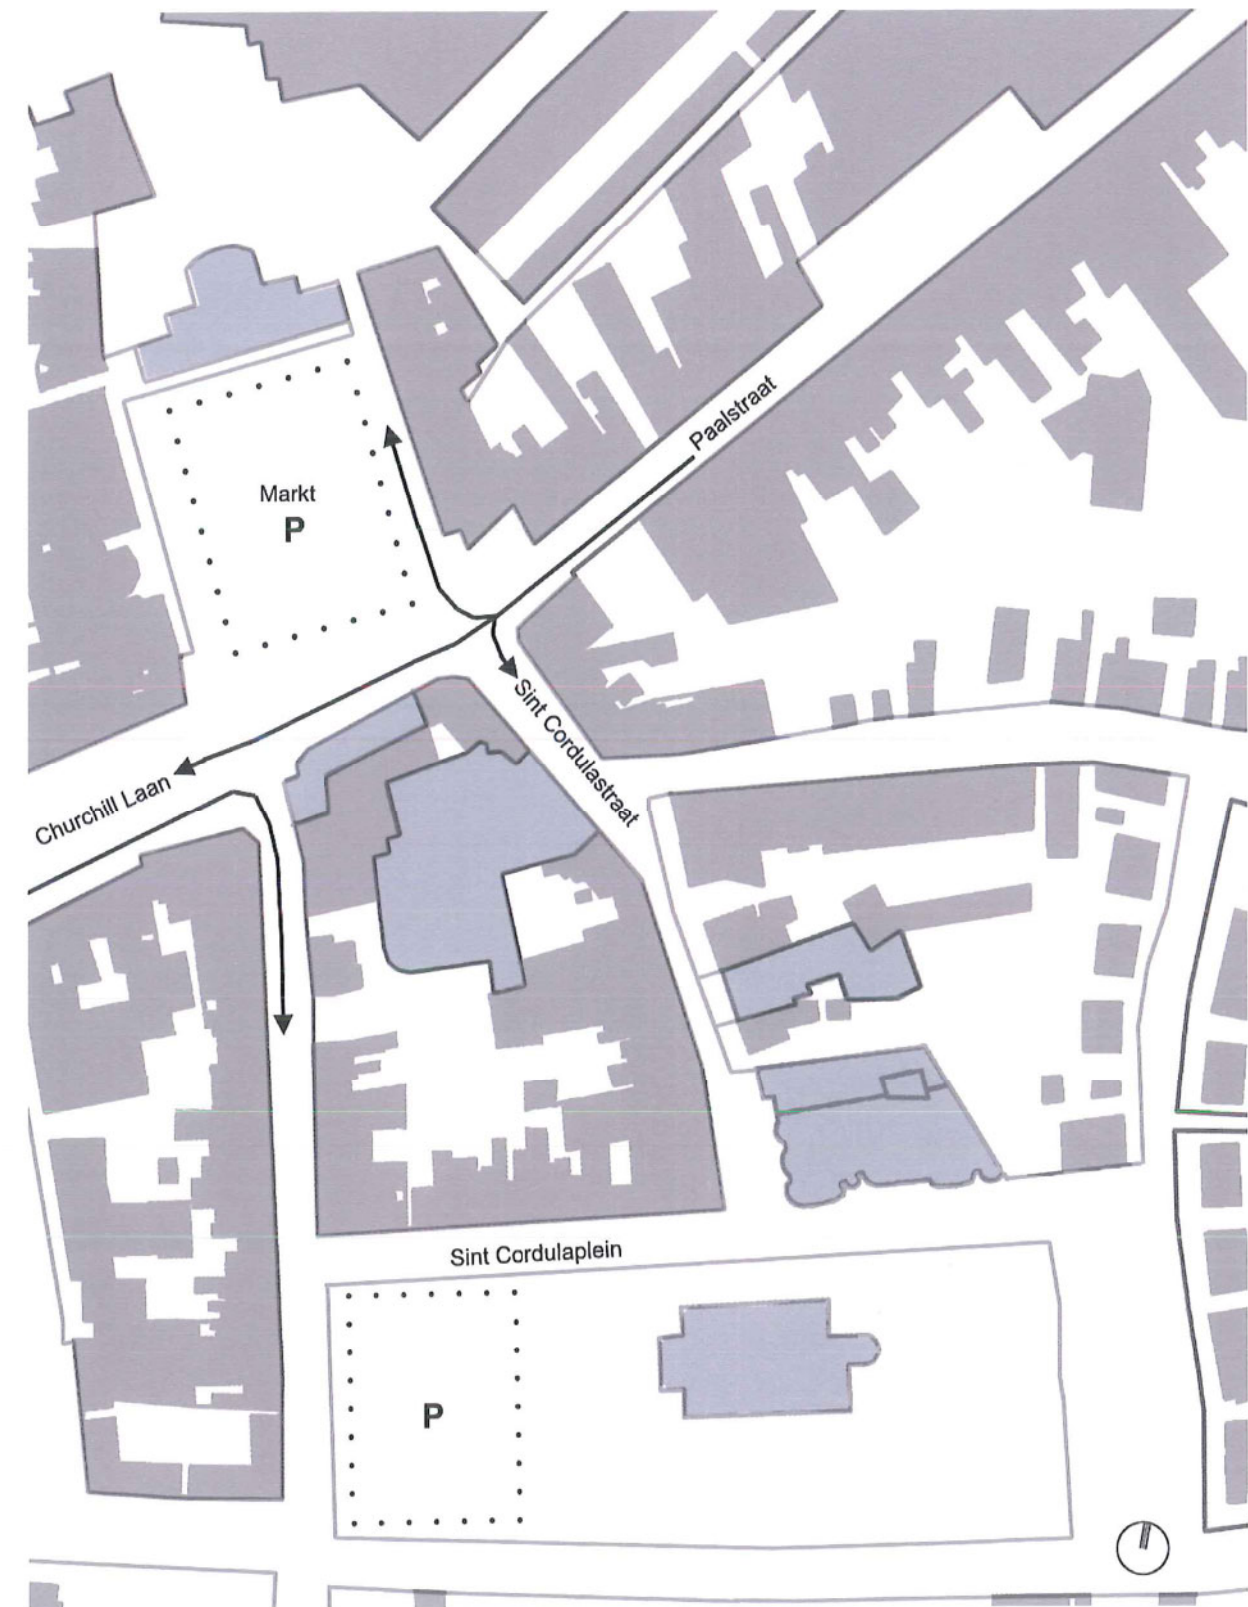 Paalstraat
Markt
P
Sint Cordulastraat
Churchill Laan
Sint Cordulaplein
P